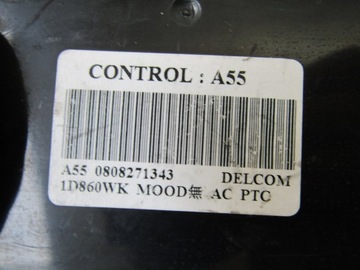 CONTROL : A55
A55 0808271343 DELCOM
1D860WK MOOD無 AC PTC